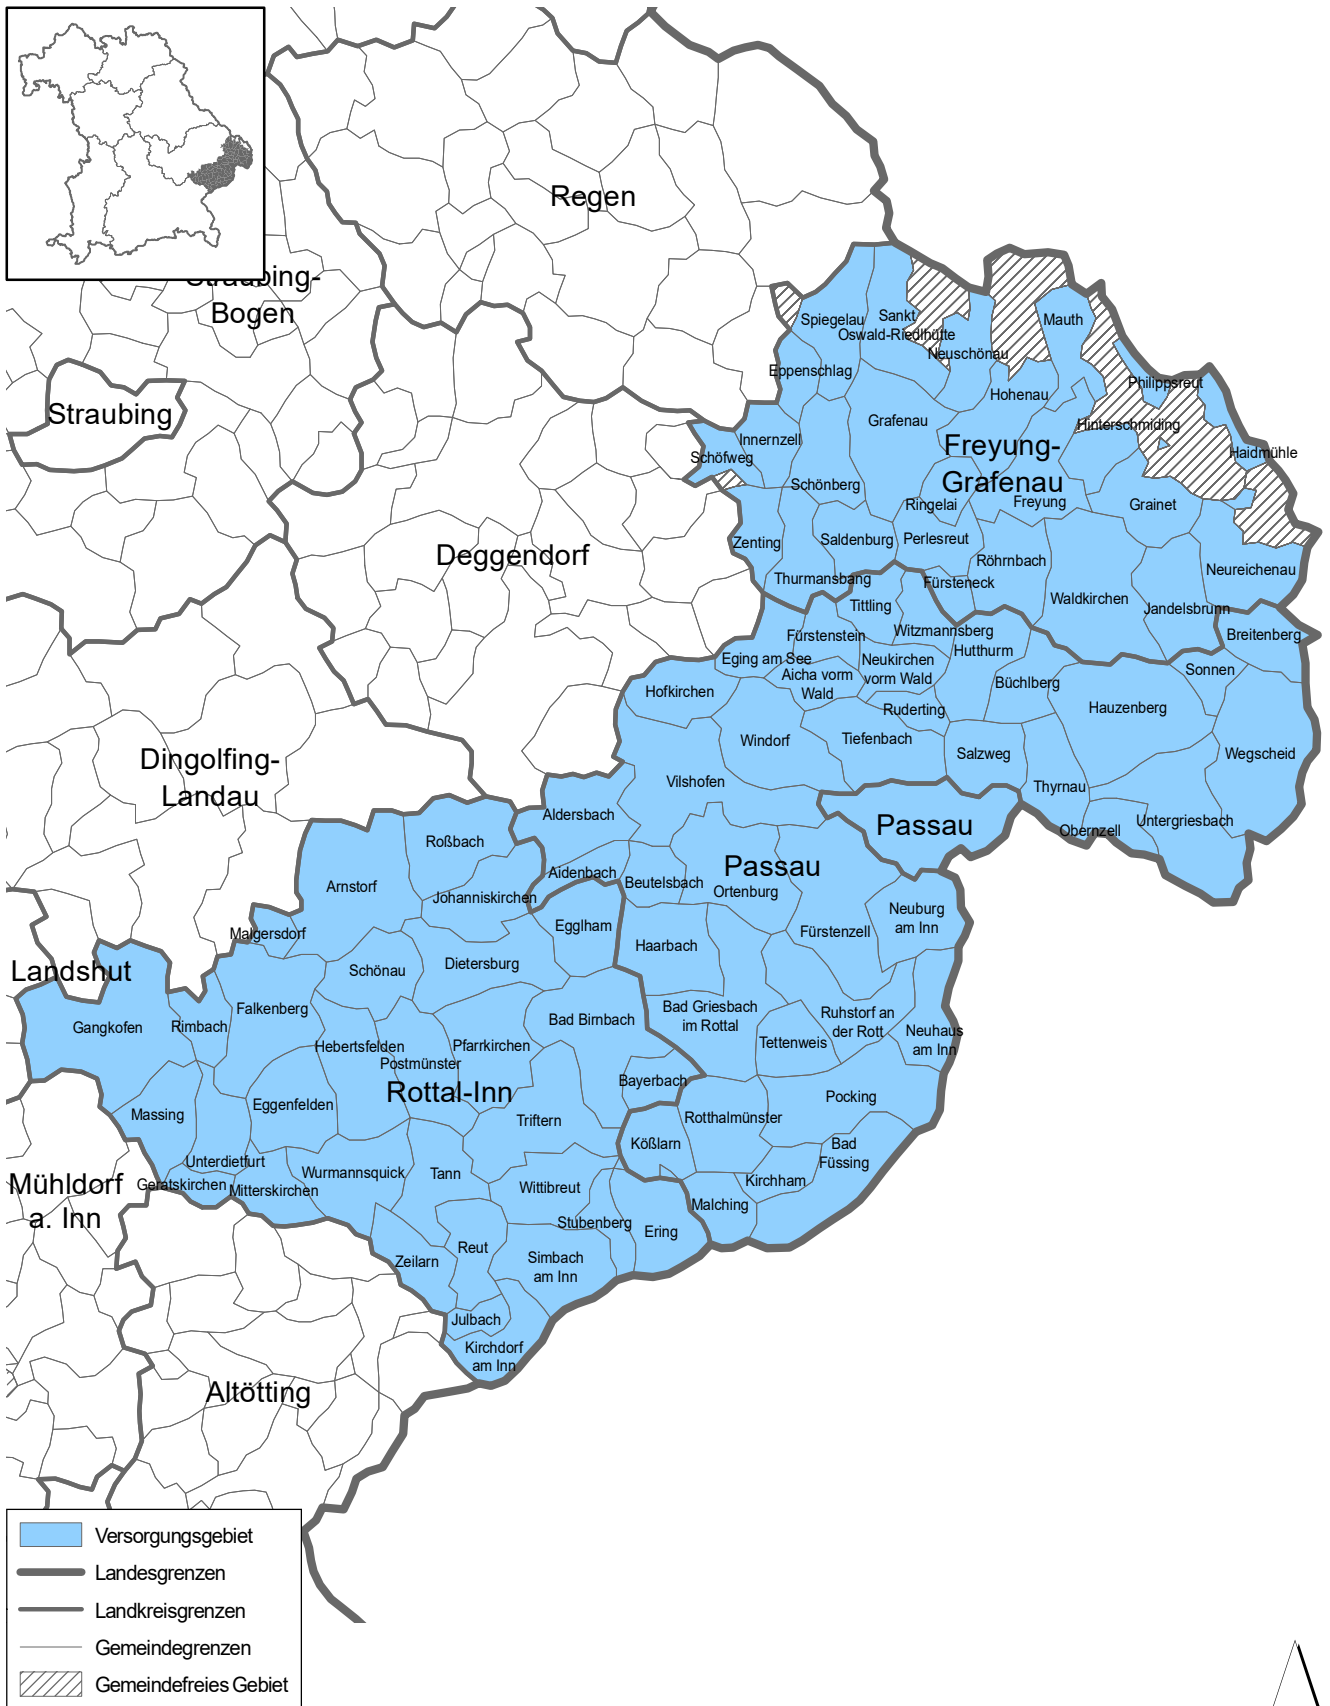 Regen
Straubing-
Bogen
Straubing
Deggendorf
Dingolfing-
Landau
Landshut
Mühldorf
a. Inn
Altötting
Freyung-
Grafenau
Passau
Passau
Rottal-Inn
Spiegelau
Sankt
Oswald-Riedlhütte
Neuschönau
Mauth
Eppenschlag
Philippsreut
Hohenau
Grafenau
Hinterschmiding
Innernzell
Schöfweg
Haidmühle
Schönberg
Ringelai
Freyung
Grainet
Zenting
Saldenburg
Perlesreut
Röhrnbach
Neureichenau
Thurmansbang
Fürsteneck
Waldkirchen
Jandelsbrunn
Tittling
Fürstenstein
Witzmannsberg
Hutthurm
Breitenberg
Eging am See
Neukirchen
vorm Wald
Aicha vorm
Wald
Sonnen
Büchlberg
Hofkirchen
Ruderting
Hauzenberg
Windorf
Tiefenbach
Salzweg
Wegscheid
Vilshofen
Thyrnau
Aldersbach
Obernzell
Untergriesbach
Roßbach
Aidenbach
Beutelsbach
Ortenburg
Arnstorf
Johanniskirchen
Egglham
Neuburg
am Inn
Fürstenzell
Malgersdorf
Haarbach
Schönau
Dietersburg
Falkenberg
Bad Birnbach
Bad Griesbach
im Rottal
Ruhstorf an
der Rott
Gangkofen
Rimbach
Neuhaus
am Inn
Hebertsfelden
Pfarrkirchen
Tettenweis
Postmünster
Bayerbach
Eggenfelden
Pocking
Massing
Triftern
Rotthalmünster
Kößlarn
Bad
Füssing
Unterdietfurt
Wurmannsquick
Tann
Geratskirchen
Mitterskirchen
Wittibreut
Kirchham
Malching
Stubenberg
Ering
Reut
Zeilarn
Simbach
am Inn
Julbach
Kirchdorf
am Inn
Versorgungsgebiet
Landesgrenzen
Landkreisgrenzen
Gemeindegrenzen
Gemeindefreies Gebiet